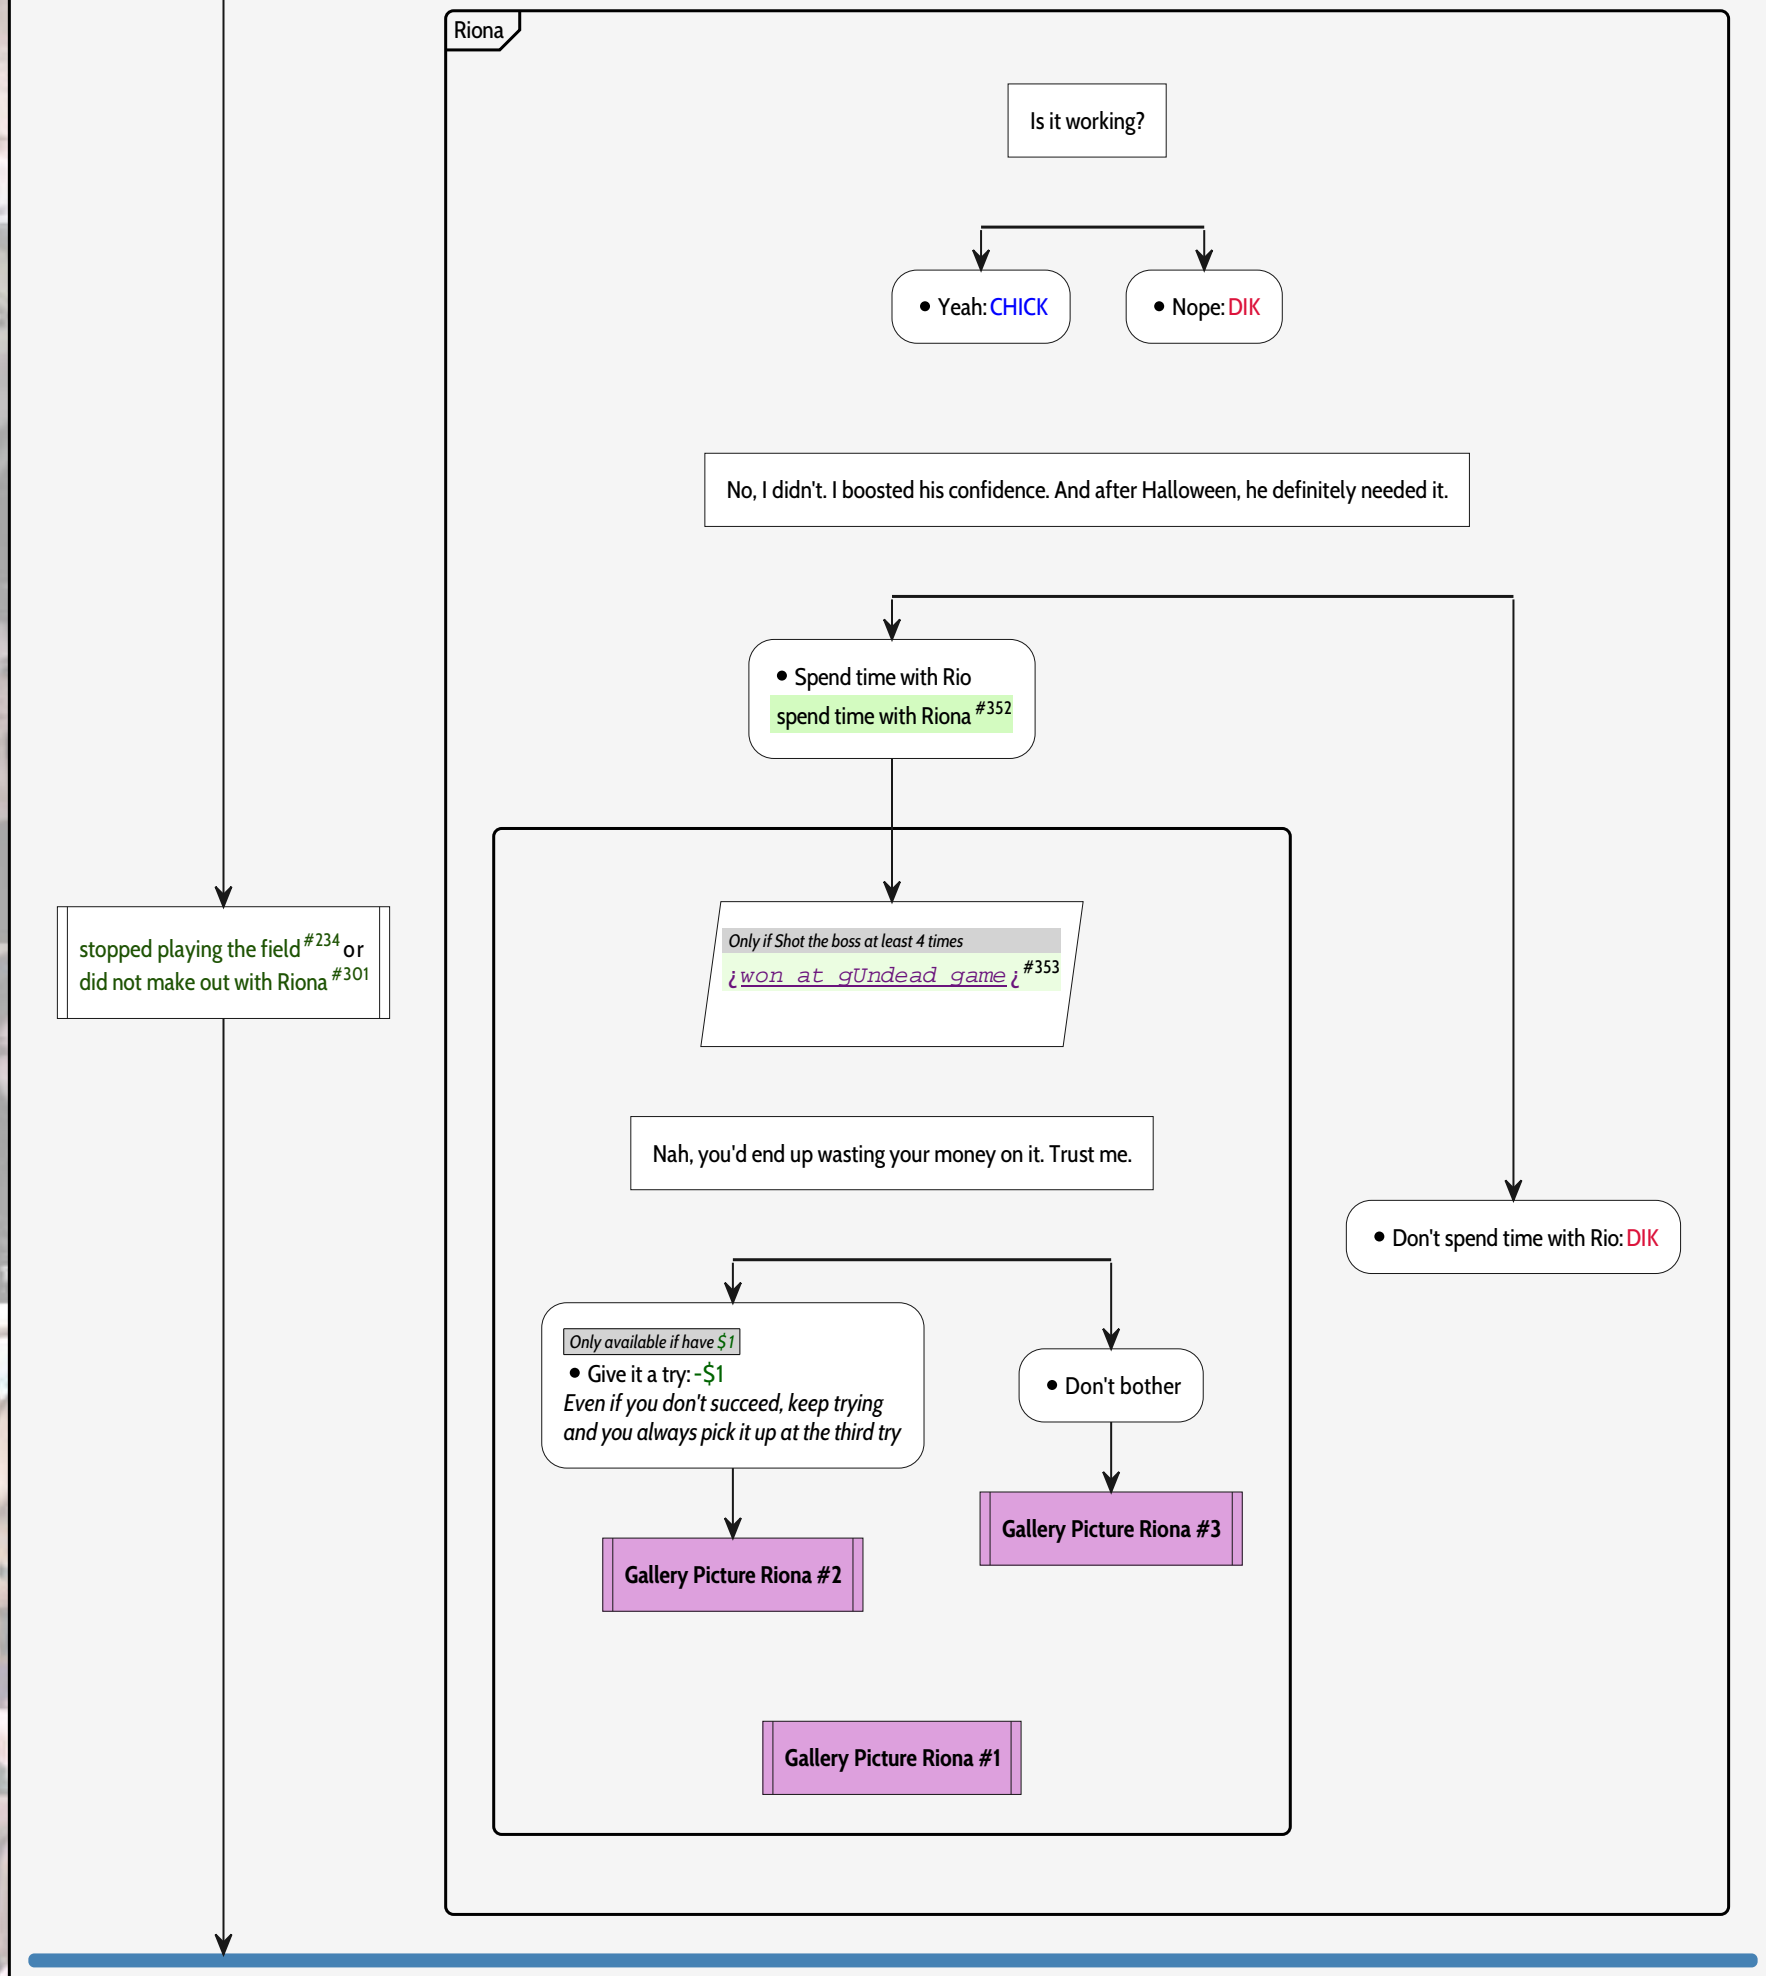 Riona
Is it working?
• Yeah: CHICK
• Nope: DIK
No, I didn't. I boosted his confidence. And after Halloween, he definitely needed it.
• Spend time with Rio
spend time with Riona #352
stopped playing the field #234 or
did not make out with Riona #301
Only if Shot the boss at least 4 times
¿won at gUndead game¿ #353
Nah, you'd end up wasting your money on it. Trust me.
• Don't spend time with Rio: DIK
Only available if have $1
• Give it a try: -$1
Even if you don't succeed, keep trying
and you always pick it up at the third try
• Don't bother
Gallery Picture Riona #3
Gallery Picture Riona #2
Gallery Picture Riona #1